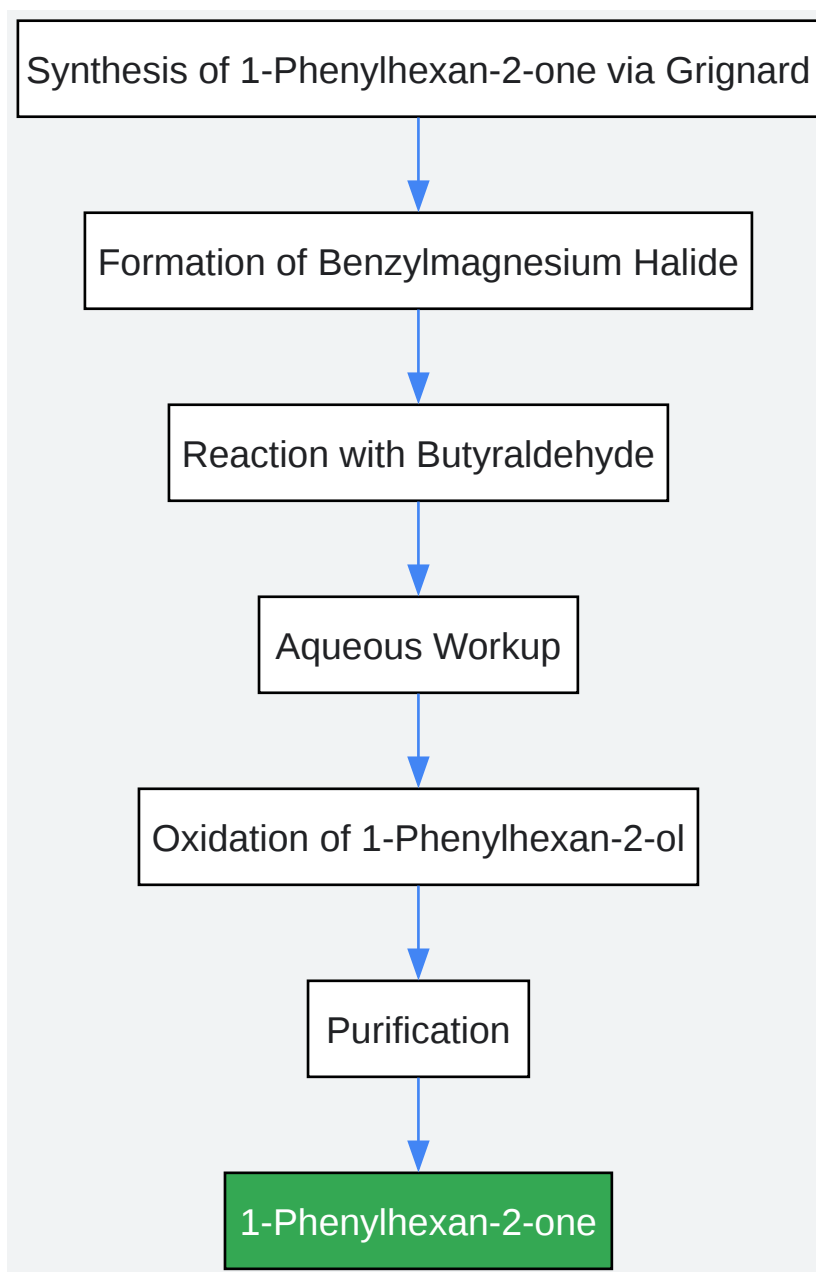 Synthesis of 1-Phenylhexan-2-one via Grignard
Formation of Benzylmagnesium Halide
Reaction with Butyraldehyde
Aqueous Workup
Oxidation of 1-Phenylhexan-2-ol
Purification
1-Phenylhexan-2-one